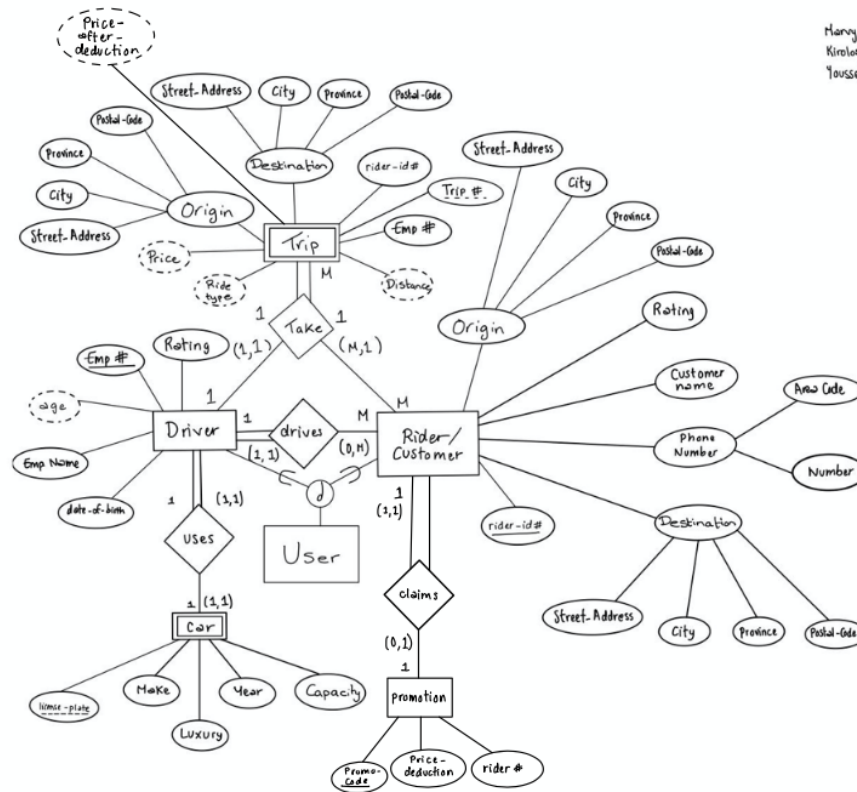 Price-
after-
deduction
Street-Address
City
Province
Postal-Code
Postal-Code
Province
City
Street-Address
Origin
Destination
rider-id#
Trip #
Emp #
Trip
Price
Ride
type
Distance
M
1
1
Take
(1,1)
(M,1)
Street-Address
City
Province
Postal-Code
Origin
Rating
Customer
name
Phone
Number
Area Code
Number
Emp #
Rating
age
Emp Name
date-of-birth
1
Driver
1
drives
M
M
(1,1)
(0,M)
Rider/
Customer
rider-id#
Destination
Street-Address
City
Province
Postal-Code
d
User
1
(1,1)
uses
1
(1,1)
Car
license-plate
Make
Luxury
Year
Capacity
1
(1,1)
claims
(0,1)
1
promotion
Promo-
Code
Price-
deduction
rider #